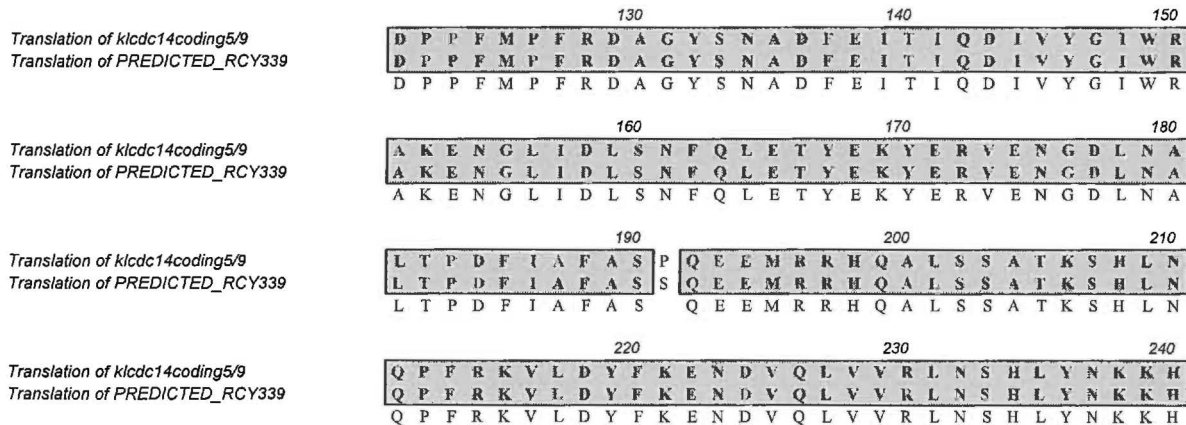 130 140 150
Translation of klcdc14coding5/9 D P P F M P F R D A G Y S N A D F E I T I Q D I V Y G I W R
Translation of PREDICTED_RCY339 D P P F M P F R D A G Y S N A D F E I T I Q D I V Y G I W R
D P P F M P F R D A G Y S N A D F E I T I Q D I V Y G I W R
160 170 180
Translation of klcdc14coding5/9 A K E N G L I D L S N F Q L E T Y E K Y E R V E N G D L N A
Translation of PREDICTED_RCY339 A K E N G L I D L S N F Q L E T Y E K Y E R V E N G D L N A
A K E N G L I D L S N F Q L E T Y E K Y E R V E N G D L N A
190 200 210
Translation of klcdc14coding5/9 L T P D F I A F A S P Q E E M R R H Q A L S S A T K S H L N
Translation of PREDICTED_RCY339 L T P D F I A F A S S Q E E M R R H Q A L S S A T K S H L N
L T P D F I A F A S Q E E M R R H Q A L S S A T K S H L N
220 230 240
Translation of klcdc14coding5/9 Q P F R K V L D Y F K E N D V Q L V V R L N S H L Y N K K H
Translation of PREDICTED_RCY339 Q P F R K V L D Y F K E N D V Q L V V R L N S H L Y N K K H
Q P F R K V L D Y F K E N D V Q L V V R L N S H L Y N K K H